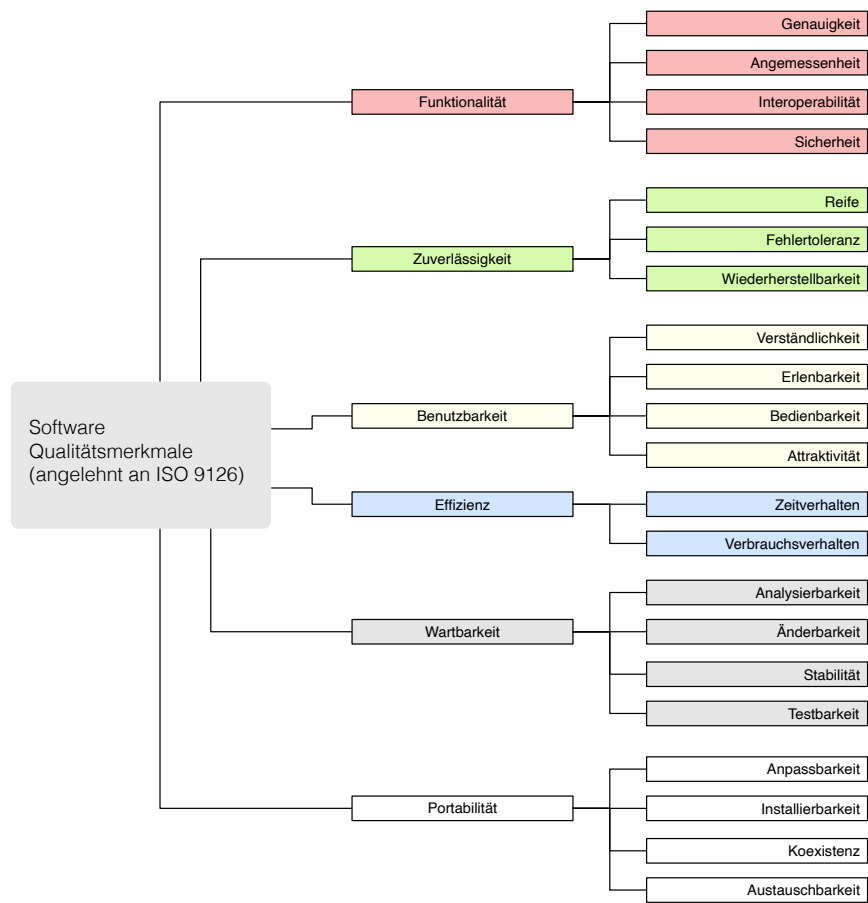 Genauigkeit
Angemessenheit
Funktionalität
Interoperabilität
Sicherheit
Reife
Fehlertoleranz
Zuverlässigkeit
Wiederherstellbarkeit
Verständlichkeit
Erlenbarkeit
Benutzbarkeit
Bedienbarkeit
Attraktivität
Software
Qualitätsmerkmale
(angelehnt an ISO 9126)
Effizienz
Zeitverhalten
Verbrauchsverhalten
Analysierbarkeit
Wartbarkeit
Änderbarkeit
Stabilität
Testbarkeit
Anpassbarkeit
Portabilität
Installierbarkeit
Koexistenz
Austauschbarkeit